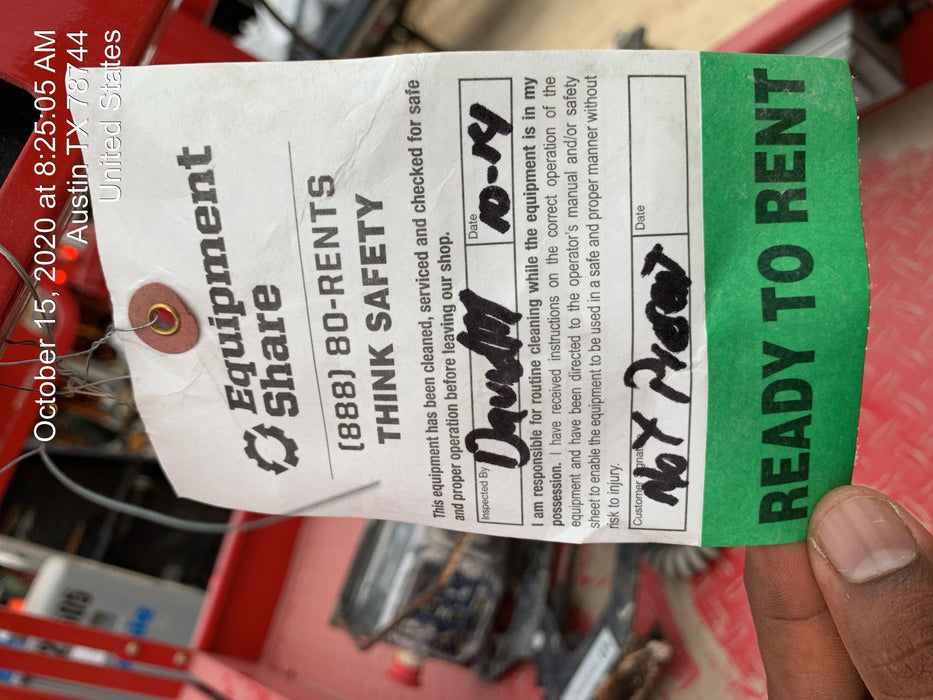 October 15, 2020 at 8:25:05 AM
Austin TX 78744
United States
Equipment
Share
(888) 80-RENTS
THINK SAFETY
This equipment has been cleaned, serviced and checked for safe
and proper operation before leaving our shop.
Inspected By
Date 10-14
I am responsible for routine cleaning while the equipment is in my
possession. I have received instructions on the correct operation of the
equipment and have been directed to the operator's manual and/or safety
sheet to enable the equipment to be used in a safe and proper manner without
risk to injury.
Customer Date
Not Present
READY TO RENT